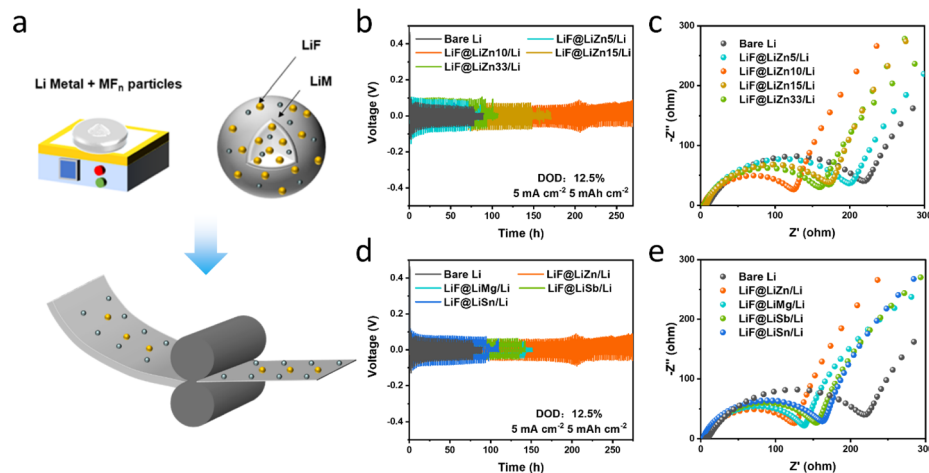 a
LiF
LiM
Li Metal + MFn particles
b
Voltage (V)
0.4
0.2
0.0
-0.2
-0.4
Bare Li
LiF@LiZn5/Li
LiF@LiZn10/Li
LiF@LiZn15/Li
LiF@LiZn33/Li
DOD: 12.5%
5 mA cm-2 5 mAh cm-2
0 50 100 150 200 250
Time (h)
c
-Z'' (ohm)
300
200
100
0
Bare Li
LiF@LiZn5/Li
LiF@LiZn10/Li
LiF@LiZn15/Li
LiF@LiZn33/Li
0 100 200 300
Z' (ohm)
d
Voltage (V)
0.4
0.2
0.0
-0.2
-0.4
Bare Li
LiF@LiZn/Li
LiF@LiMg/Li
LiF@LiSb/Li
LiF@LiSn/Li
DOD: 12.5%
5 mA cm-2 5 mAh cm-2
0 50 100 150 200 250
Time (h)
e
-Z'' (ohm)
300
200
100
0
Bare Li
LiF@LiZn/Li
LiF@LiMg/Li
LiF@LiSb/Li
LiF@LiSn/Li
0 100 200 300
Z' (ohm)